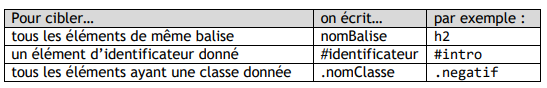 Pour cibler… on écrit… par exemple :
tous les éléments de même balise nomBalise h2
un élément d’identificateur donné #identificateur #intro
tous les éléments ayant une classe donnée .nomClasse .negatif